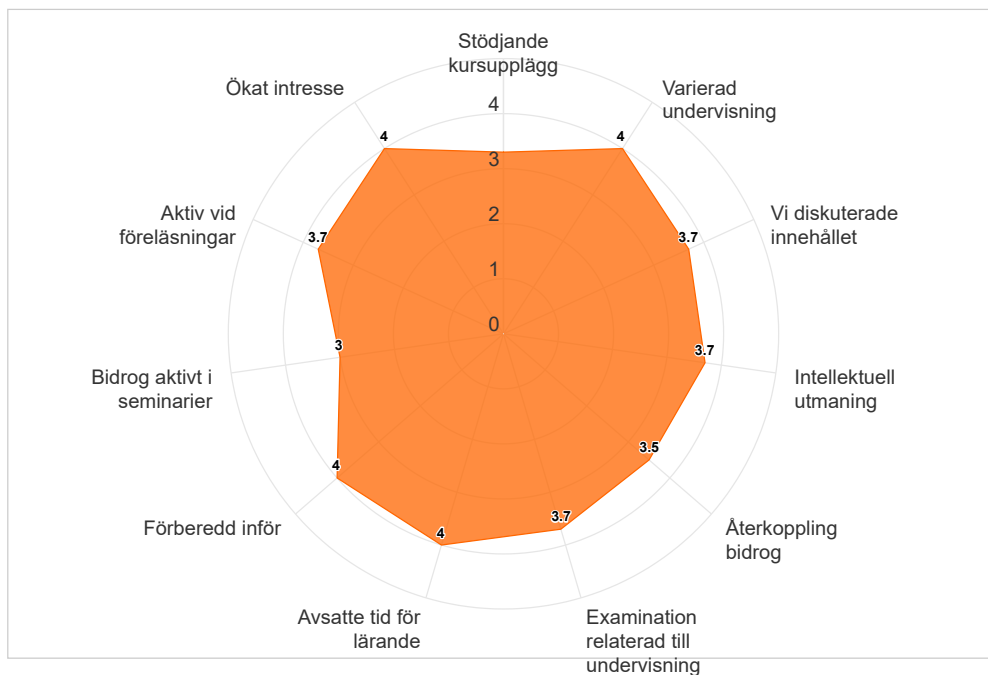 Stödjande
kursupplägg
Ökat intresse
Varierad
undervisning
4
4
4
3
Aktiv vid
föreläsningar
Vi diskuterade
innehållet
3.7
3.7
2
1
0
3
3.7
Bidrog aktivt i
seminarier
Intellektuell
utmaning
3.5
4
Förberedd inför
Återkoppling
bidrog
4
3.7
Avsatte tid för
lärande
Examination
relaterad till
undervisning